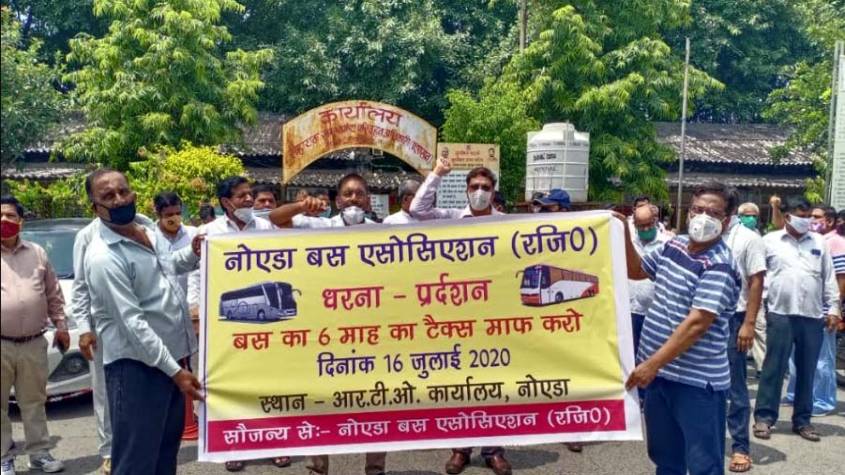 कार्यालय
नोएडा बस एसोसिएशन (रजि0)
धरना - प्रर्दशन
बस का 6 माह का टैक्स माफ करो
दिनांक 16 जुलाई 2020
स्थान - आर.टी.ओ. कार्यालय, नोएडा
सौजन्य से:- नोएडा बस एसोसिएशन (रजि0)